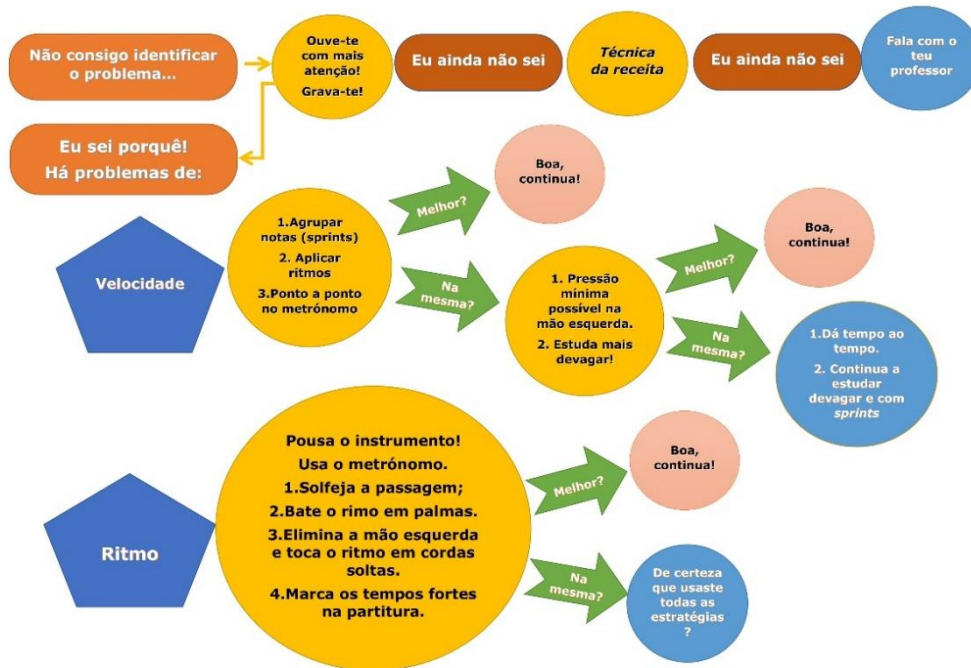 Não consigo identificar
o problema...
Ouve-te
com mais
atenção!
Grava-te!
Eu ainda não sei
Técnica
da receita
Eu ainda não sei
Fala com o
teu
professor
Eu sei porquê!
Há problemas de:
Velocidade
1.Agrupar
notas (sprints)
2. Aplicar
ritmos
3.Ponto a ponto
no metrónomo
Melhor?
Boa,
continua!
Na
mesma?
1. Pressão
mínima
possível na
mão esquerda.
2. Estuda mais
devagar!
Melhor?
Boa,
continua!
Na
mesma?
1.Dá tempo ao
tempo.
2. Continua a
estudar
devagar e com
sprints
Ritmo
Pousa o instrumento!
Usa o metrónomo.
1.Solfeja a passagem;
2.Bate o rimo em palmas.
3.Elimina a mão esquerda
e toca o ritmo em cordas
soltas.
4.Marca os tempos fortes
na partitura.
Melhor?
Boa,
continua!
Na
mesma?
De certeza
que usaste
todas as
estratégias
?